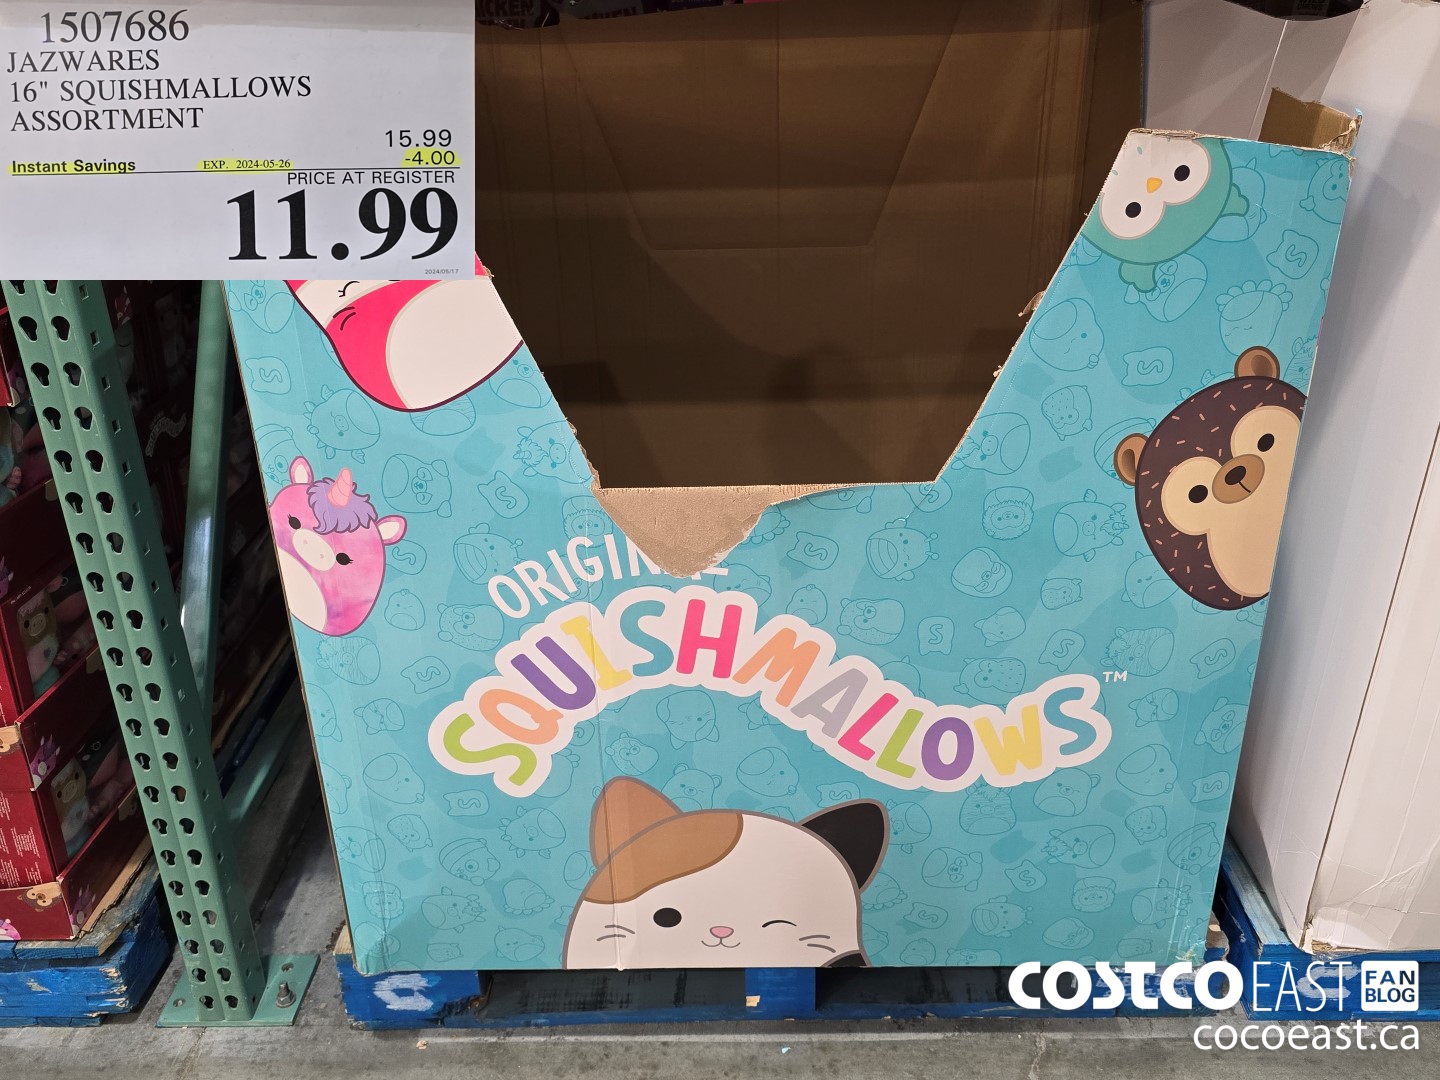 1507686
JAZWARES
16" SQUISHMALLOWS
ASSORTMENT
15.99
Instant Savings EXP. 2024-05-26 -4.00
PRICE AT REGISTER
11.99
2024/05/17
ORIGINAL
SQUISHMALLOWS™
COSTCO EAST FAN BLOG
cocoeast.ca